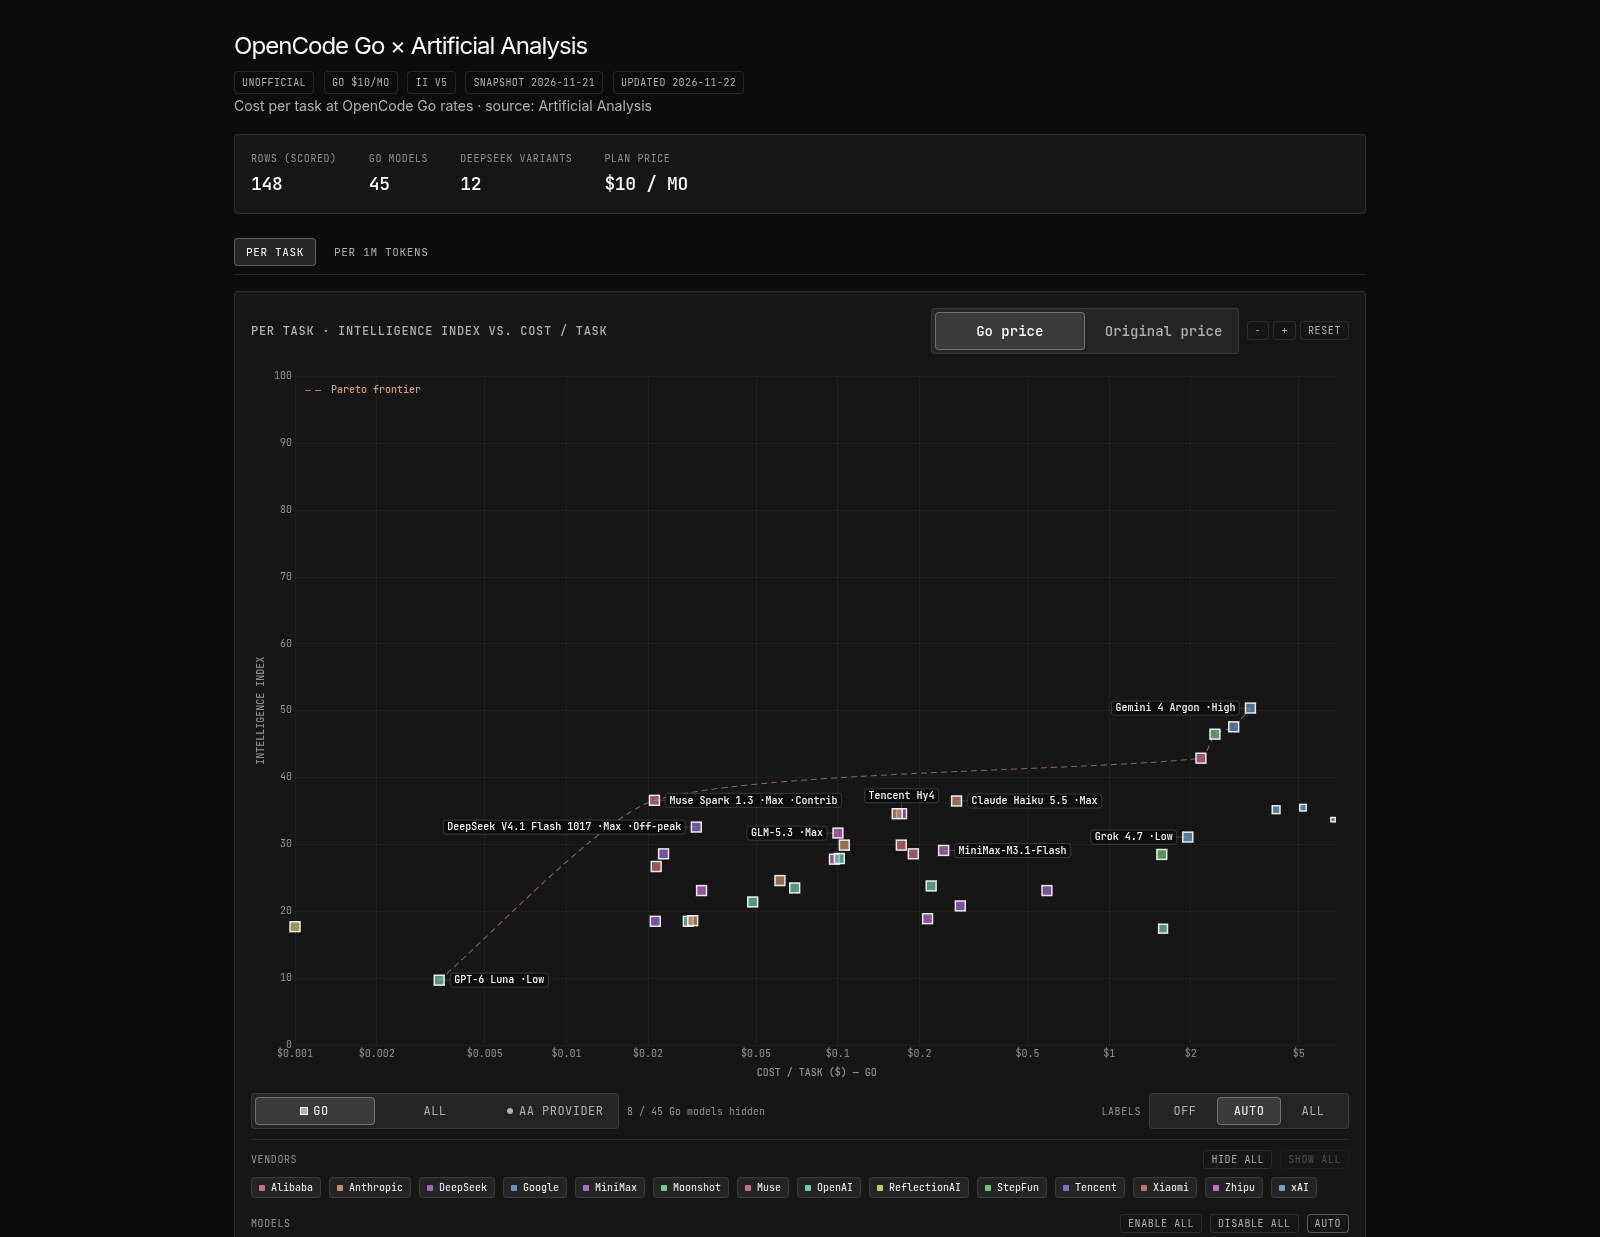 OpenCode Go × Artificial Analysis
UNOFFICIAL GO $10/MO II V5 SNAPSHOT 2026-11-21 UPDATED 2026-11-22
Cost per task at OpenCode Go rates · source: Artificial Analysis
ROWS (SCORED) GO MODELS DEEPSEEK VARIANTS PLAN PRICE
148 45 12 $10 / MO
PER TASK PER 1M TOKENS
PER TASK · INTELLIGENCE INDEX VS. COST / TASK Go price Original price - + RESET
100
Pareto frontier
90
80
70
60
INTELLIGENCE INDEX
50
Gemini 4 Argon ·High
40
Tencent Hy4
Muse Spark 1.3 ·Max ·Contrib
Claude Haiku 5.5 ·Max
DeepSeek V4.1 Flash 1017 ·Max ·Off-peak
GLM-5.3 ·Max
Grok 4.7 ·Low
30
MiniMax-M3.1-Flash
20
10
GPT-6 Luna ·Low
0
$0.001 $0.002 $0.005 $0.01 $0.02 $0.05 $0.1 $0.2 $0.5 $1 $2 $5
COST / TASK ($) — GO
GO ALL AA PROVIDER 8 / 45 Go models hidden LABELS OFF AUTO ALL
VENDORS HIDE ALL SHOW ALL
Alibaba Anthropic DeepSeek Google MiniMax Moonshot Muse OpenAI ReflectionAI StepFun Tencent Xiaomi Zhipu xAI
MODELS ENABLE ALL DISABLE ALL AUTO